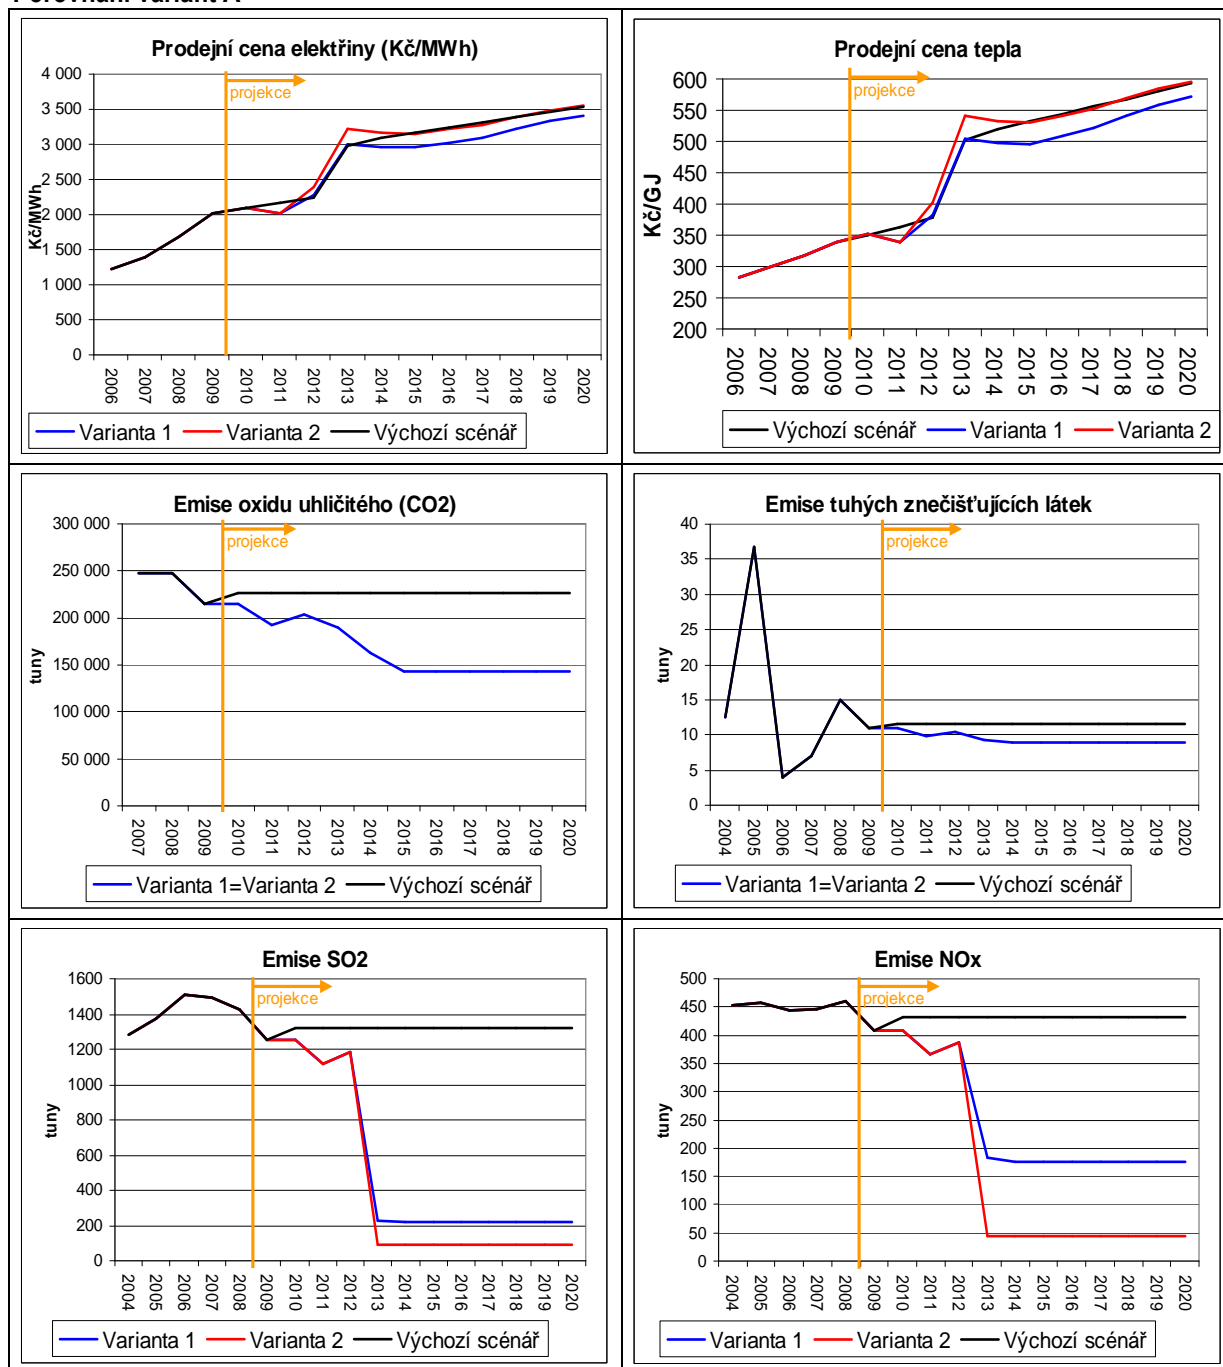 Porovnání variant A
Prodejní cena elektřiny (Kč/MWh)
4 000
3 500
3 000
2 500
2 000
1 500
1 000
500
0
Kč/MWh
projekce
2006 2007 2008 2009 2010 2011 2012 2013 2014 2015 2016 2017 2018 2019 2020
Varianta 1 Varianta 2 Výchozí scénář
Prodejní cena tepla
600
550
500
450
400
350
300
250
200
Kč/GJ
projekce
2006 2007 2008 2009 2010 2011 2012 2013 2014 2015 2016 2017 2018 2019 2020
Výchozí scénář Varianta 1 Varianta 2
Emise oxidu uhličitého (CO2)
300 000
250 000
200 000
150 000
100 000
50 000
0
tuny
projekce
2007 2008 2009 2010 2011 2012 2013 2014 2015 2016 2017 2018 2019 2020
Varianta 1=Varianta 2 Výchozí scénář
Emise tuhých znečišťujících látek
40
35
30
25
20
15
10
5
0
tuny
projekce
2004 2005 2006 2007 2008 2009 2010 2011 2012 2013 2014 2015 2016 2017 2018 2019 2020
Varianta 1=Varianta 2 Výchozí scénář
Emise SO2
1600
1400
1200
1000
800
600
400
200
0
tuny
projekce
2004 2005 2006 2007 2008 2009 2010 2011 2012 2013 2014 2015 2016 2017 2018 2019 2020
Varianta 1 Varianta 2 Výchozí scénář
Emise NOx
500
450
400
350
300
250
200
150
100
50
0
tuny
projekce
2004 2005 2006 2007 2008 2009 2010 2011 2012 2013 2014 2015 2016 2017 2018 2019 2020
Varianta 1 Varianta 2 Výchozí scénář